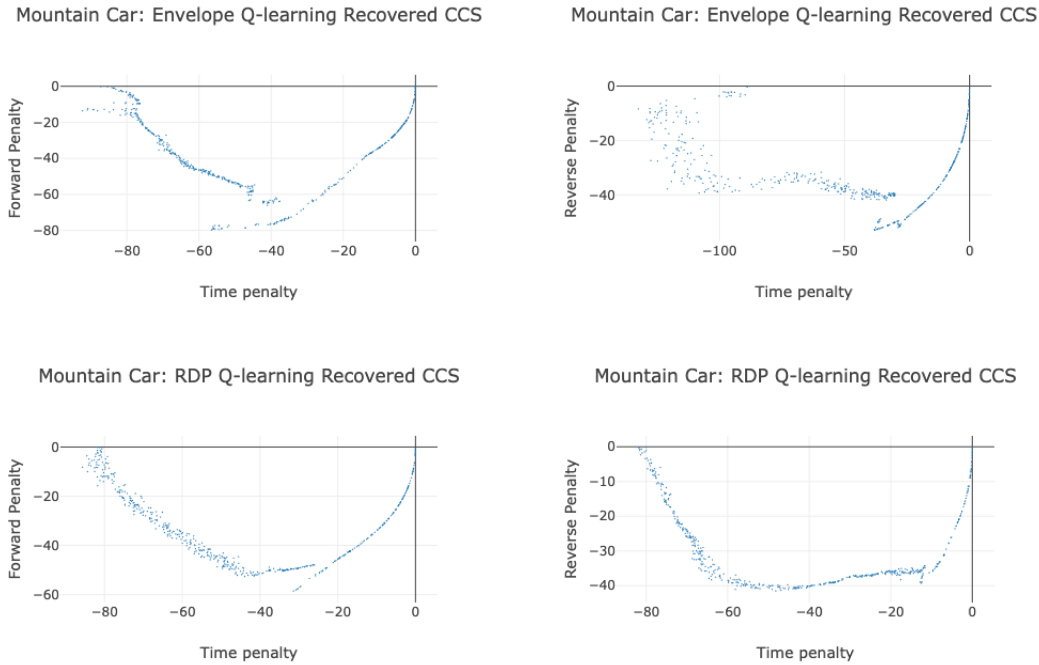 Mountain Car: Envelope Q-learning Recovered CCS
0
−20
−40
−60
−80
Forward Penalty
−80
−60
−40
−20
0
Time penalty
Mountain Car: Envelope Q-learning Recovered CCS
0
−20
−40
Reverse Penalty
−100
−50
0
Time penalty
Mountain Car: RDP Q-learning Recovered CCS
0
−20
−40
−60
Forward Penalty
−80
−60
−40
−20
0
Time penalty
Mountain Car: RDP Q-learning Recovered CCS
0
−10
−20
−30
−40
Reverse Penalty
−80
−60
−40
−20
0
Time penalty